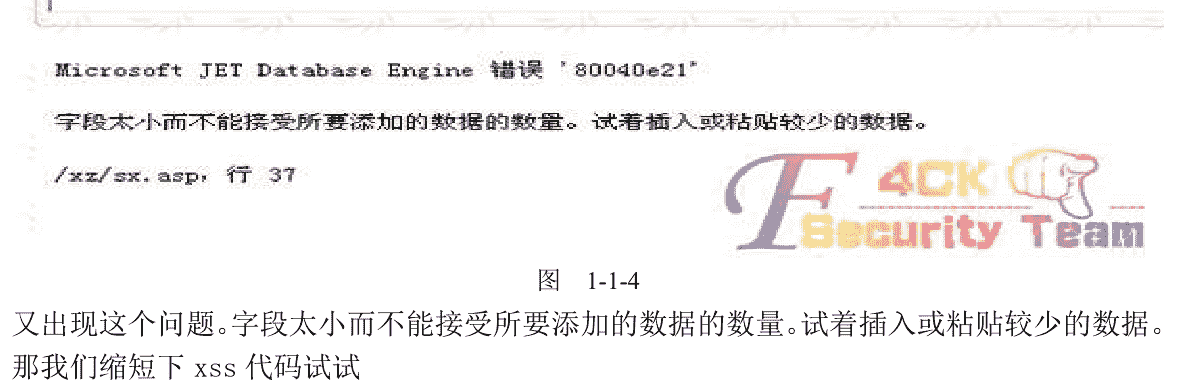 Microsoft JET Database Engine 错误 '80040e21'
字段太小而不能接受所要添加的数据的数量。试着插入或粘贴较少的数据。
/xz/sx.asp，行 37
F 4CK
Security Team
图 1-1-4
又出现这个问题。字段太小而不能接受所要添加的数据的数量。试着插入或粘贴较少的数据。
那我们缩短下 xss 代码试试